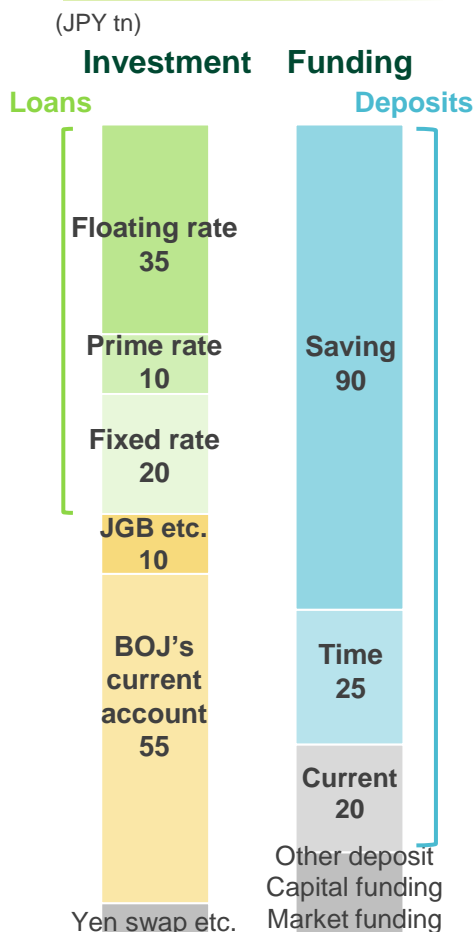 (JPY tn)
Investment
Funding
Loans
Deposits
Floating rate
35
Prime rate
10
Fixed rate
20
JGB etc.
10
BOJ's
current
account
55
Yen swap etc.
Saving
90
Time
25
Current
20
Other deposit
Capital funding
Market funding